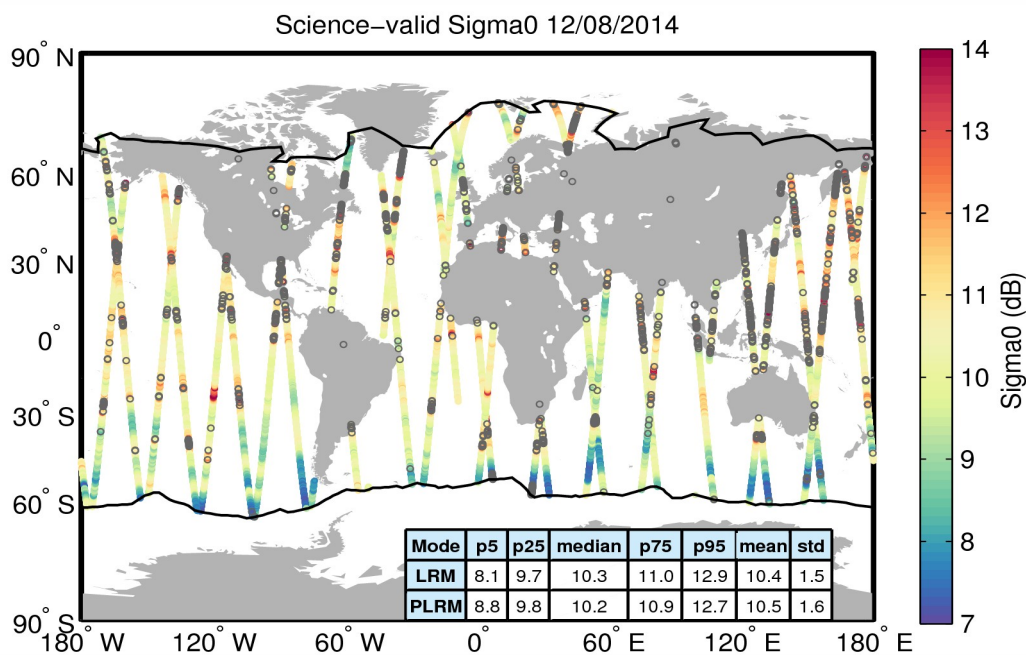 Science−valid Sigma0 12/08/2014
90° N
60° N
30° N
0°
30° S
60° S
90° S
180° W
120° W
60° W
0°
60° E
120° E
180° E
14
13
12
11
10
9
8
7
Sigma0 (dB)
Mode p5 p25 median p75 p95 mean std
LRM 8.1 9.7 10.3 11.0 12.9 10.4 1.5
PLRM 8.8 9.8 10.2 10.9 12.7 10.5 1.6